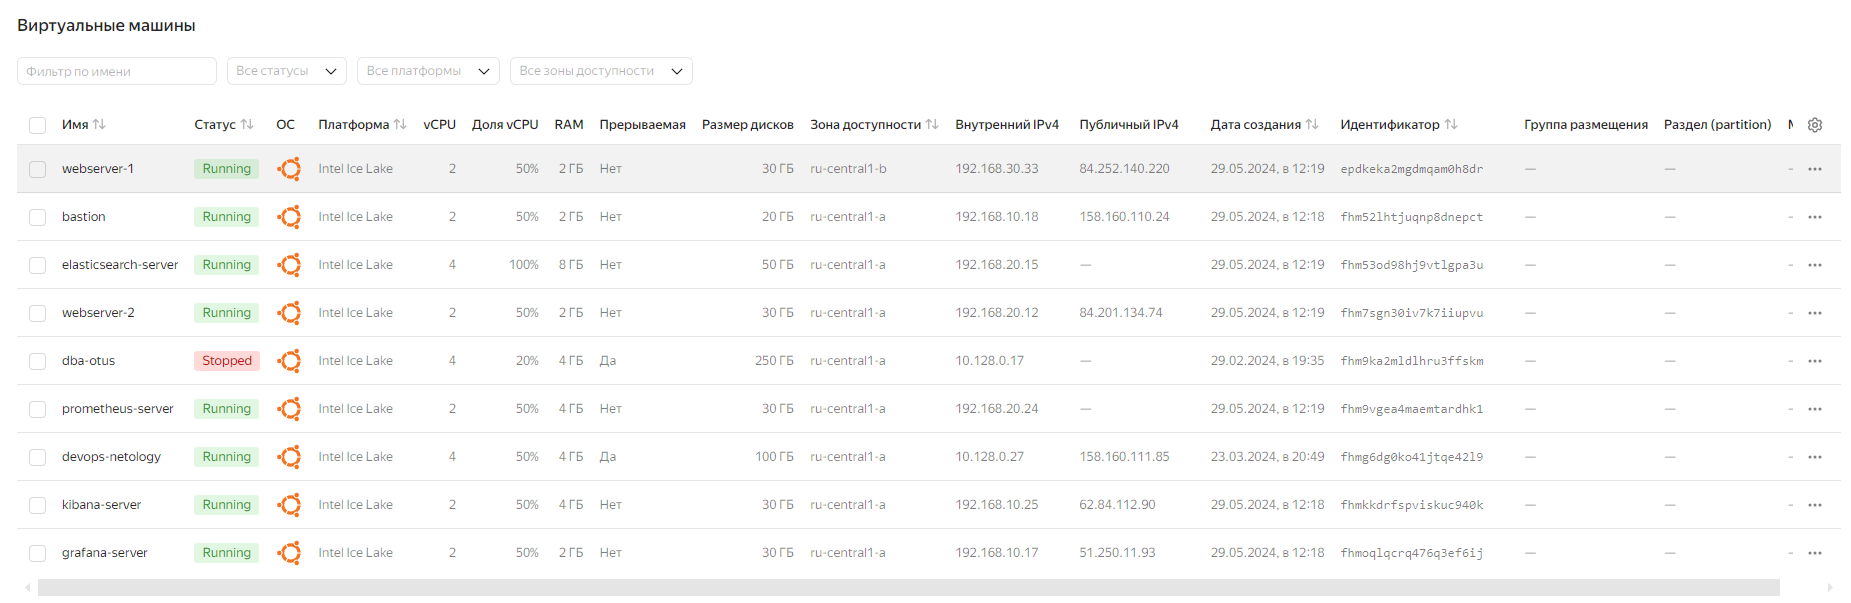 Виртуальные машины
Фильтр по имени Все статусы Все платформы Все зоны доступности
Имя Статус ОС Платформа vCPU Доля vCPU RAM Прерываемая Размер дисков Зона доступности Внутренний IPv4 Публичный IPv4 Дата создания Идентификатор Группа размещения Раздел (partition)
webserver-1 Running Intel Ice Lake 2 50% 2 ГБ Нет 30 ГБ ru-central1-b 192.168.30.33 84.252.140.220 29.05.2024, в 12:19 epdkeka2mgdmqam0h8dr — — –
bastion Running Intel Ice Lake 2 50% 2 ГБ Нет 20 ГБ ru-central1-a 192.168.10.18 158.160.110.24 29.05.2024, в 12:18 fhm52lhtjuqnp8dnepct — — –
elasticsearch-server Running Intel Ice Lake 4 100% 8 ГБ Нет 50 ГБ ru-central1-a 192.168.20.15 — 29.05.2024, в 12:19 fhm53od98hj9vtlgpa3u — — –
webserver-2 Running Intel Ice Lake 2 50% 2 ГБ Нет 30 ГБ ru-central1-a 192.168.20.12 84.201.134.74 29.05.2024, в 12:19 fhm7sgn30iv7k7iiupvu — — –
dba-otus Stopped Intel Ice Lake 4 20% 4 ГБ Да 250 ГБ ru-central1-a 10.128.0.17 — 29.02.2024, в 19:35 fhm9ka2mldlhru3ffskm — — –
prometheus-server Running Intel Ice Lake 2 50% 4 ГБ Нет 30 ГБ ru-central1-a 192.168.20.24 — 29.05.2024, в 12:19 fhm9vgea4maemtardhk1 — — –
devops-netology Running Intel Ice Lake 4 50% 4 ГБ Да 100 ГБ ru-central1-a 10.128.0.27 158.160.111.85 23.03.2024, в 20:49 fhmg6dg0ko41jtqe42l9 — — –
kibana-server Running Intel Ice Lake 2 50% 4 ГБ Нет 30 ГБ ru-central1-a 192.168.10.25 62.84.112.90 29.05.2024, в 12:18 fhmkkdrfspviskuc940k — — –
grafana-server Running Intel Ice Lake 2 50% 2 ГБ Нет 30 ГБ ru-central1-a 192.168.10.17 51.250.11.93 29.05.2024, в 12:18 fhmoqlqcrq476q3ef6ij — — –